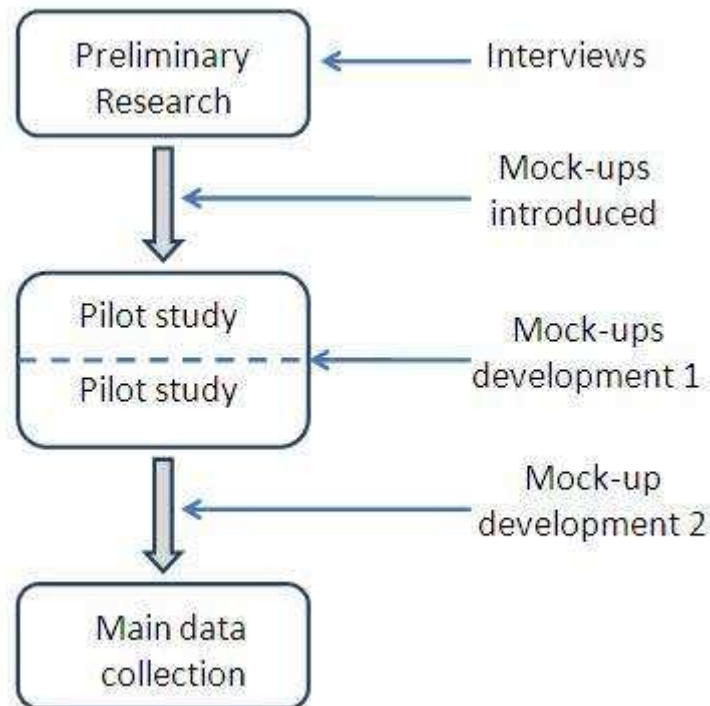 Preliminary
Research
Interviews
Mock-ups
introduced
Pilot study
Pilot study
Mock-ups
development 1
Mock-up
development 2
Main data
collection